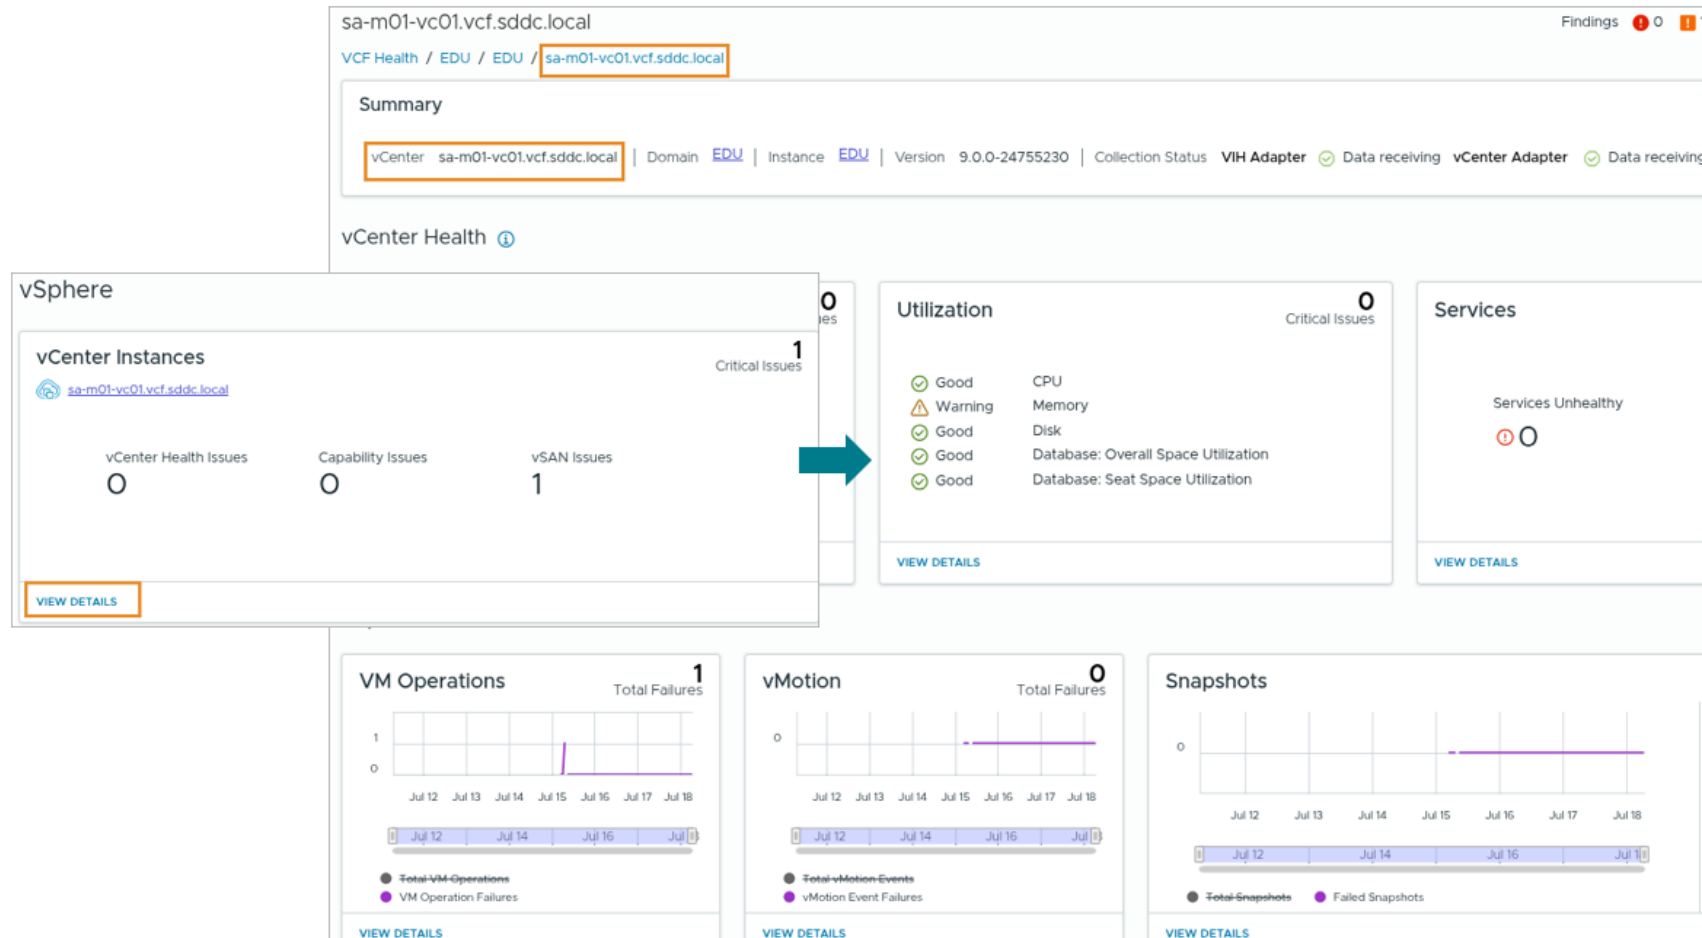 sa-m01-vc01.vcf.sddc.local
Findings 0
VCF Health / EDU / EDU / sa-m01-vc01.vcf.sddc.local
Summary
vCenter sa-m01-vc01.vcf.sddc.local | Domain EDU | Instance EDU | Version 9.0.0-24755230 | Collection Status VIH Adapter Data receiving vCenter Adapter Data receiving
vCenter Health
vSphere
vCenter Instances
1
Critical Issues
sa-m01-vc01.vcf.sddc.local
vCenter Health Issues
0
Capability Issues
0
vSAN Issues
1
VIEW DETAILS
0
Utilization
0
Critical Issues
Good CPU
Warning Memory
Good Disk
Good Database: Overall Space Utilization
Good Database: Seat Space Utilization
VIEW DETAILS
Services
Services Unhealthy
0
VIEW DETAILS
VM Operations
1
Total Failures
1
0
Jul 12 Jul 13 Jul 14 Jul 15 Jul 16 Jul 17 Jul 18
Jul 12 Jul 14 Jul 16 Jul
Total VM Operations
VM Operation Failures
VIEW DETAILS
vMotion
0
Total Failures
0
Jul 12 Jul 13 Jul 14 Jul 15 Jul 16 Jul 17 Jul 18
Jul 12 Jul 14 Jul 16 Jul
Total vMotion Events
vMotion Event Failures
VIEW DETAILS
Snapshots
0
Jul 12 Jul 13 Jul 14 Jul 15 Jul 16 Jul 17 Jul 18
Jul 12 Jul 14 Jul 16 Jul
Total Snapshots Failed Snapshots
VIEW DETAILS